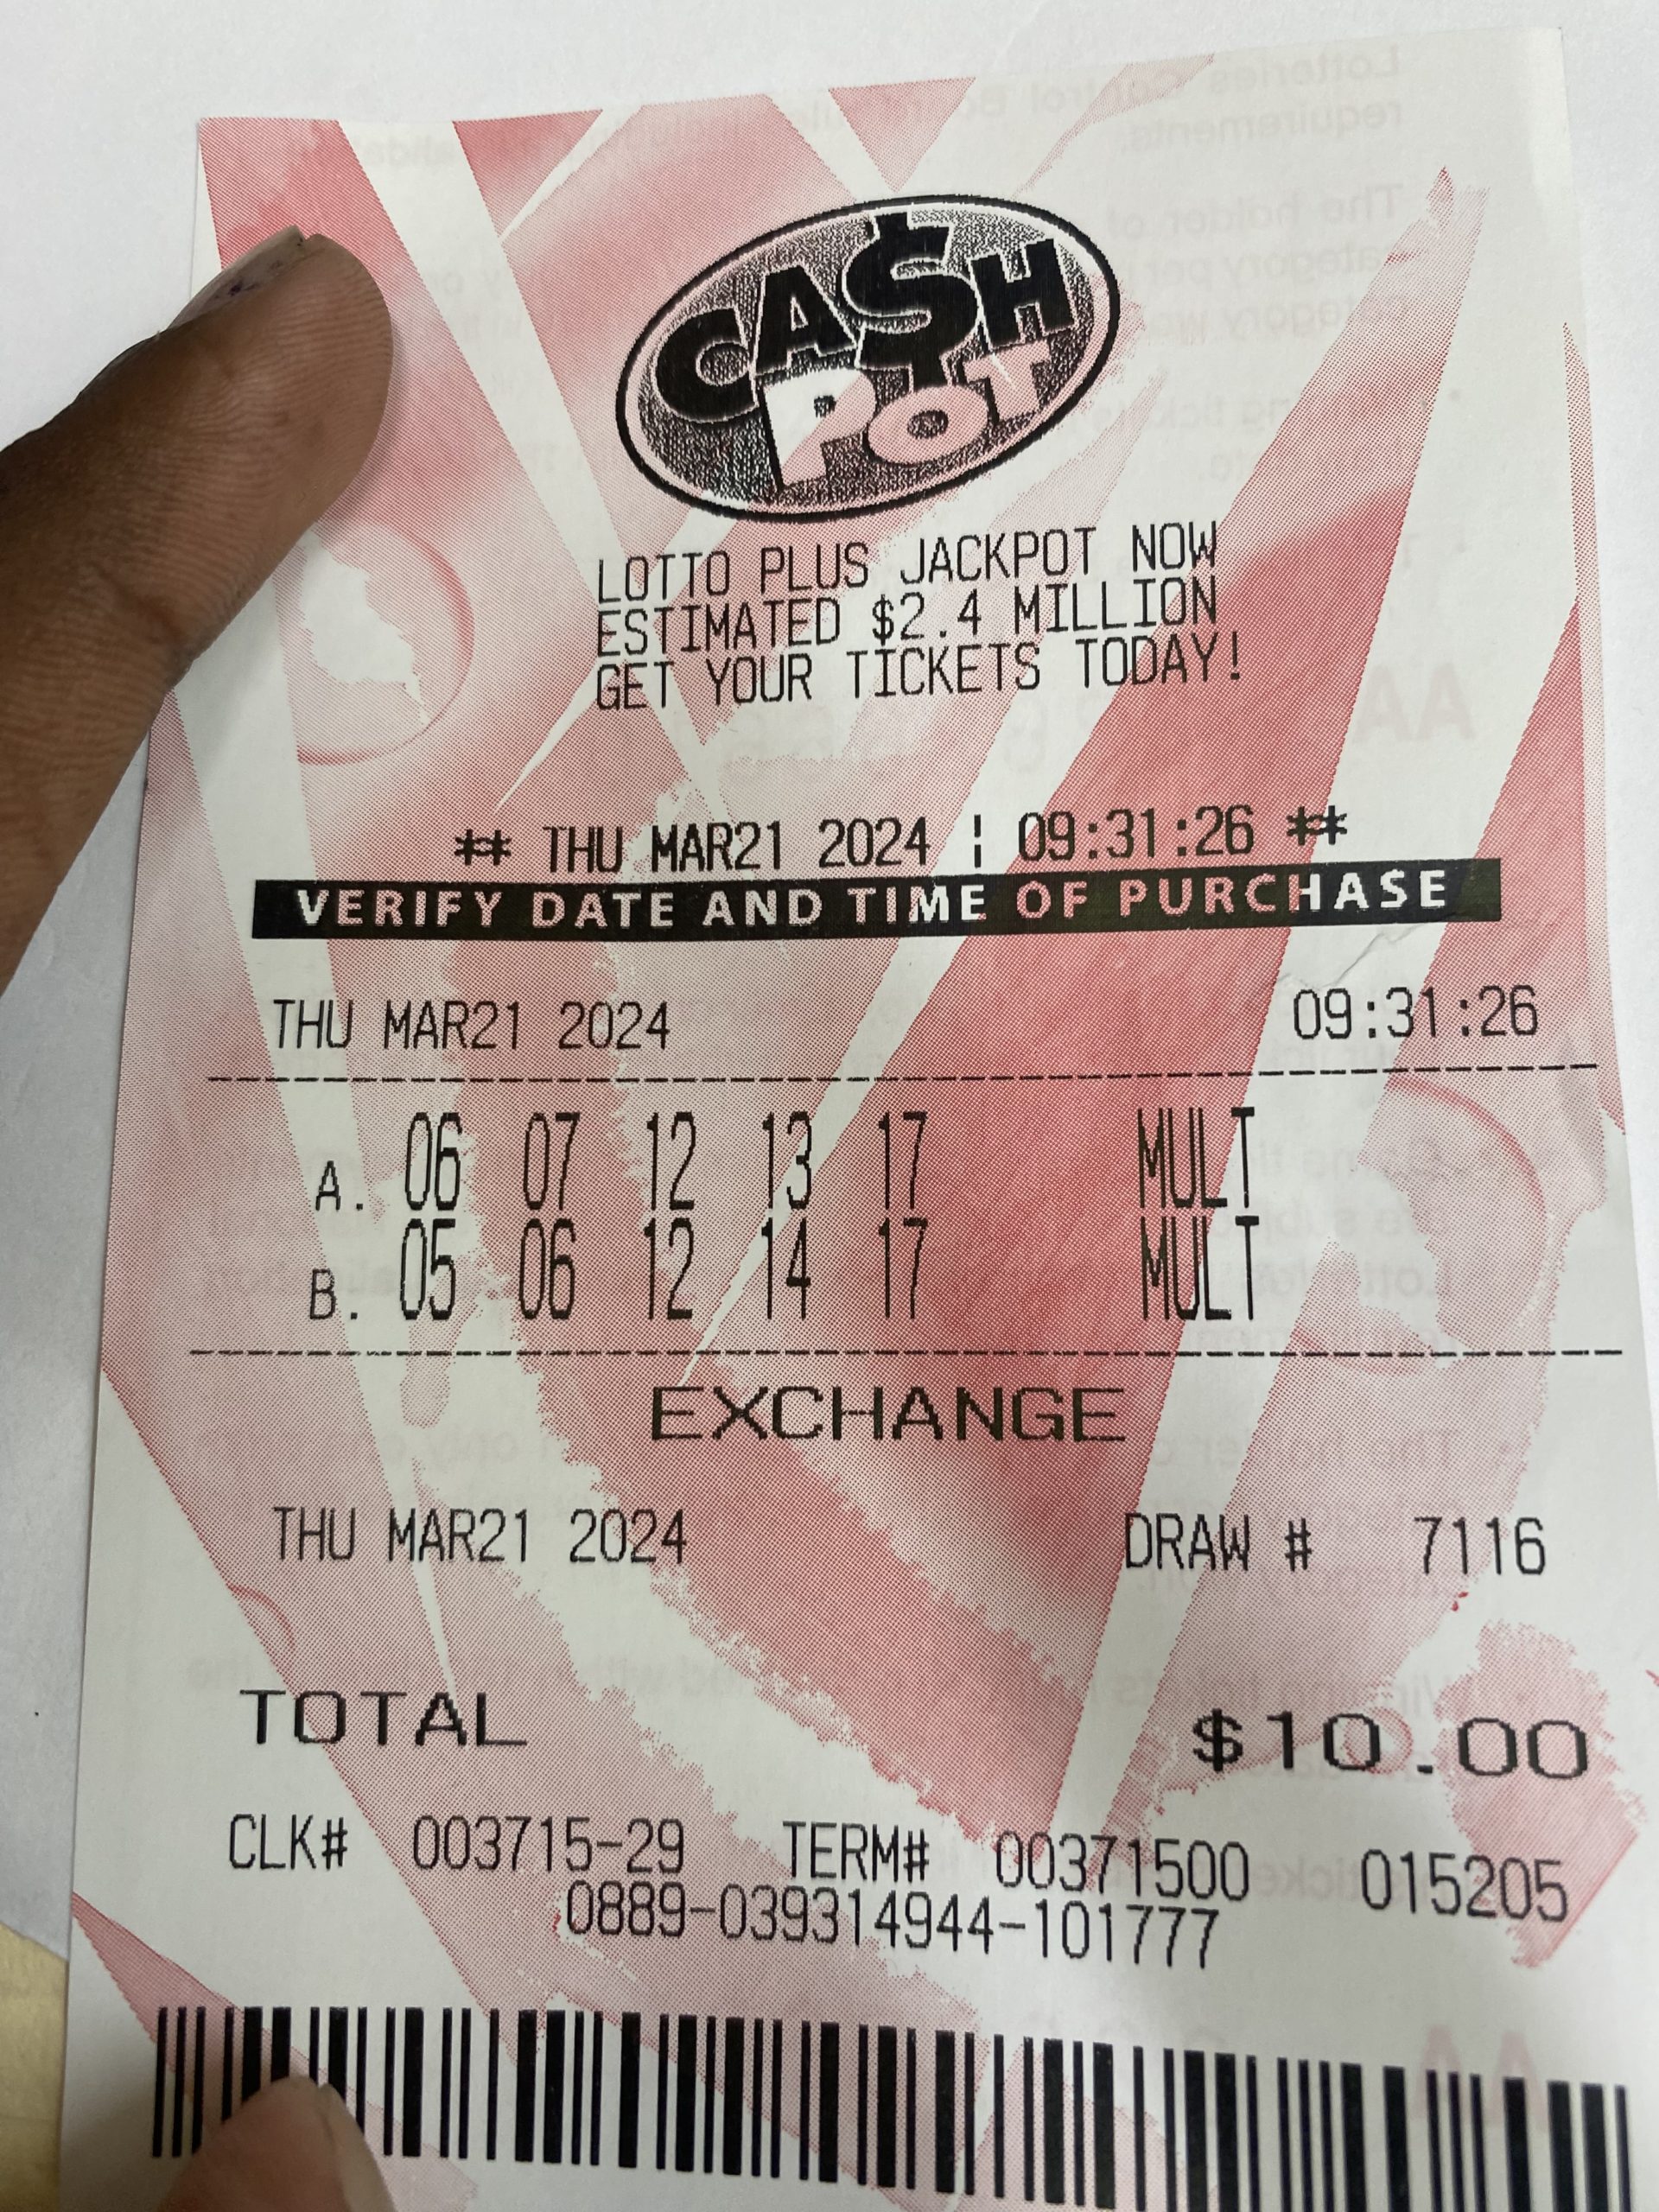 CA$H
POT
LOTTO PLUS JACKPOT NOW
ESTIMATED $2.4 MILLION
GET YOUR TICKETS TODAY!
** THU MAR21 2024 ¦ 09:31:26 **
VERIFY DATE AND TIME OF PURCHASE
THU MAR21 2024 09:31:26
A. 06 07 12 13 17 MULT
B. 05 06 12 14 17 MULT
EXCHANGE
THU MAR21 2024 DRAW # 7116
TOTAL $10.00
CLK# 003715-29 TERM# 00371500 015205
0889-039314944-101777